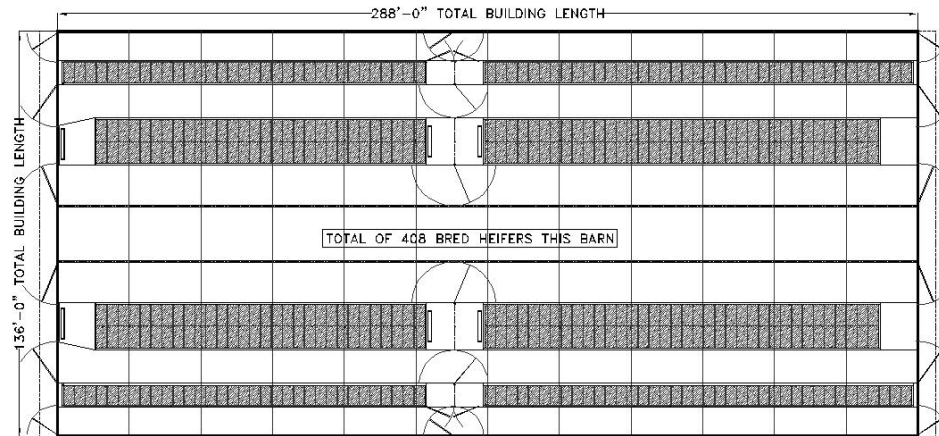 288'-0" TOTAL BUILDING LENGTH
136'-0" TOTAL BUILDING LENGTH
TOTAL OF 408 BRED HEIFERS THIS BARN